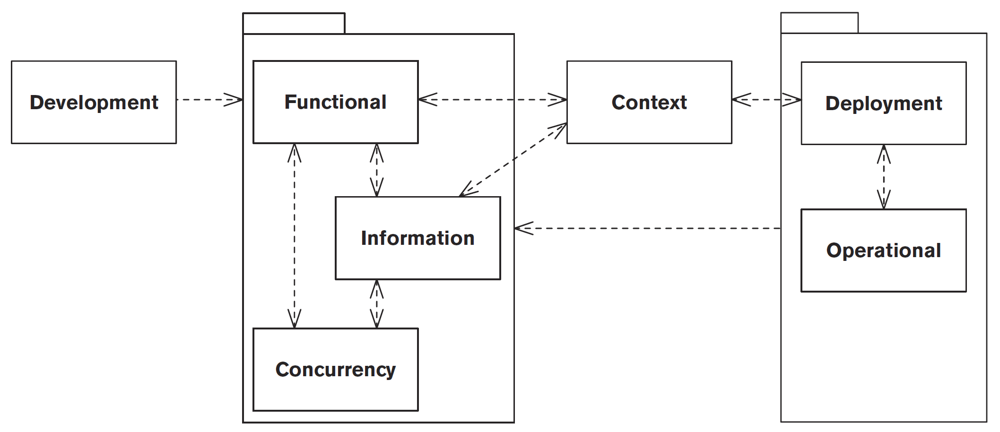 Development
Functional
Context
Deployment
Information
Operational
Concurrency